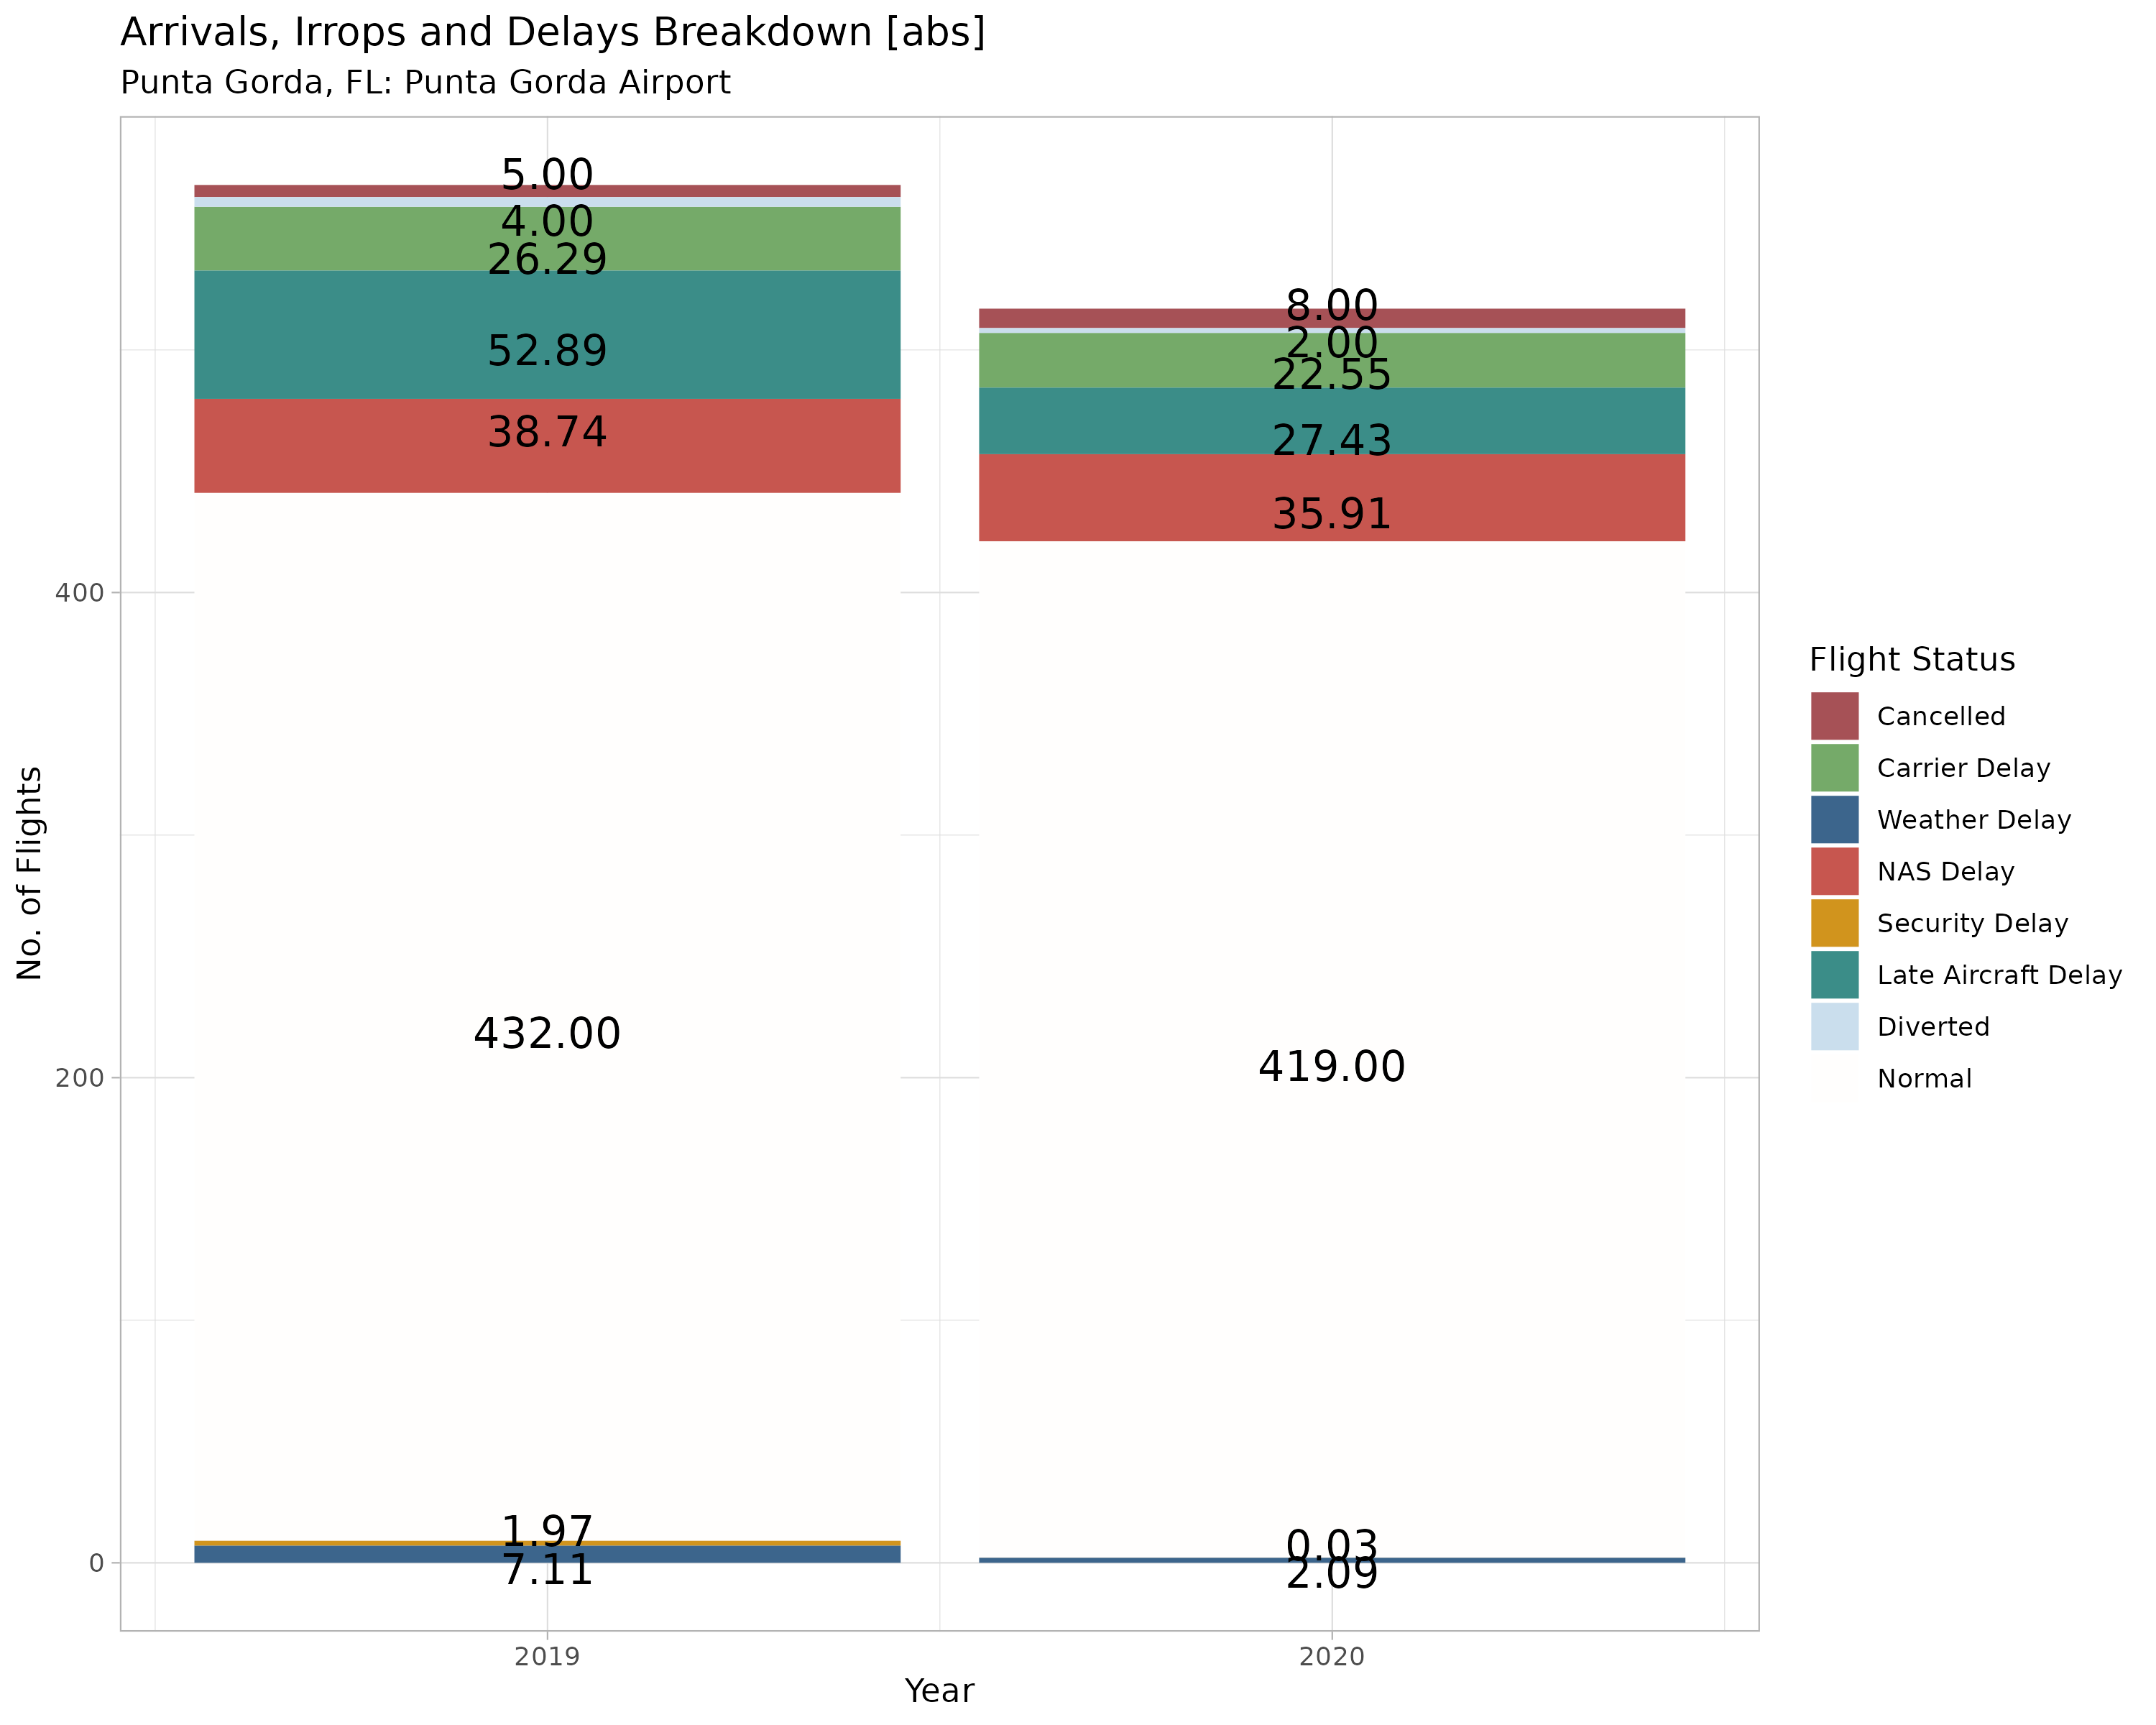 Arrivals, Irrops and Delays Breakdown [abs]
Punta Gorda, FL: Punta Gorda Airport
5.00
4.00
26.29
52.89
38.74
432.00
1.97
7.11
8.00
2.00
22.55
27.43
35.91
419.00
0.03
2.09
400
200
0
No. of Flights
2019
2020
Year
Flight Status
Cancelled
Carrier Delay
Weather Delay
NAS Delay
Security Delay
Late Aircraft Delay
Diverted
Normal